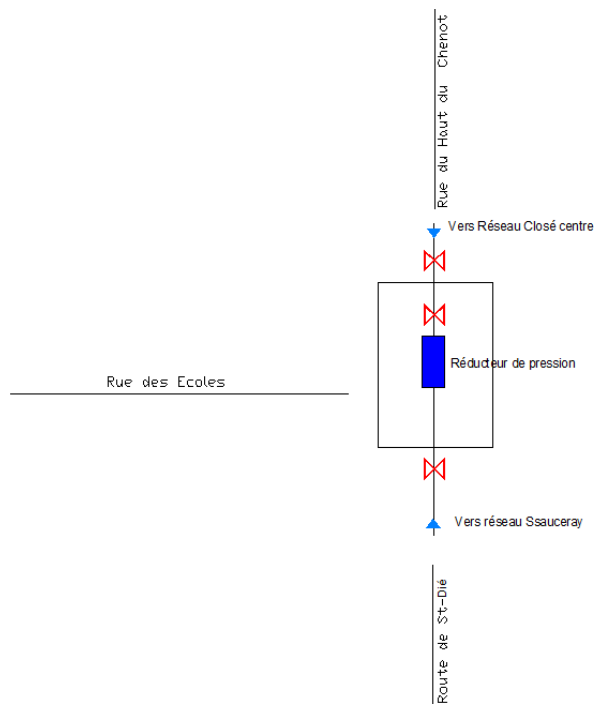 Rue du Haut du Chenot
Vers Réseau Closé centre
Réducteur de pression
Rue des Ecoles
Vers réseau Ssauceray
Route de St-Dié